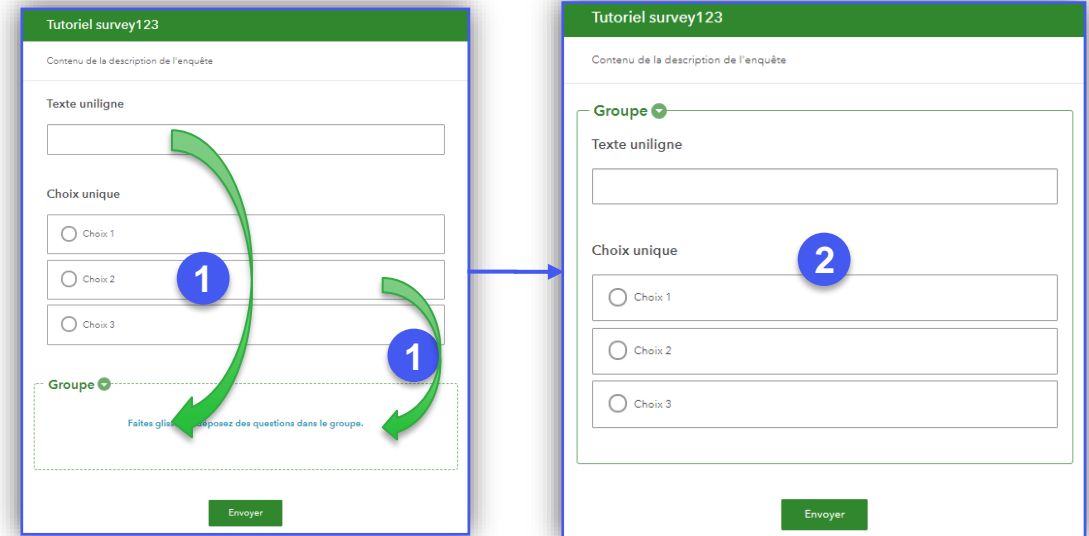 Tutoriel survey123
Contenu de la description de l'enquête
Texte uniligne
Choix unique
Choix 1
Choix 2
1
Choix 3
1
Groupe
Faites déposez des questions dans le groupe.
Envoyer
Tutoriel survey123
Contenu de la description de l'enquête
Groupe
Texte uniligne
Choix unique
2
Choix 1
Choix 2
Choix 3
Envoyer